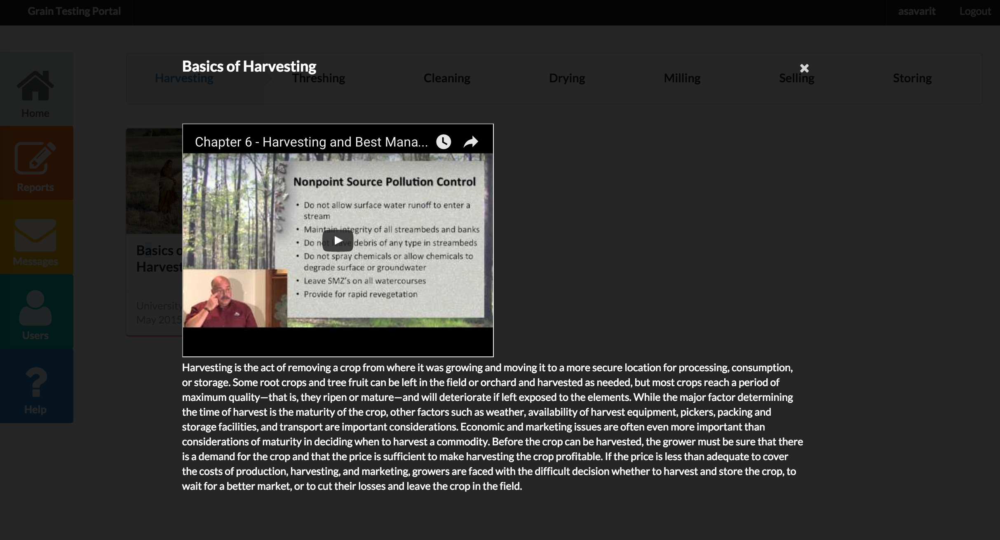 Grain Testing Portal
asavarit
Logout
Basics of Harvesting
Harvesting
Threshing
Cleaning
Drying
Milling
Selling
Storing
Home
Reports
Messages
Users
Help
Basics o
Harvest
University
May 2015
Chapter 6 - Harvesting and Best Mana...
Nonpoint Source Pollution Control
• Do not allow surface water runoff to enter a
stream
• Maintain integrity of all streambeds and banks
• Do not leave debris of any type in streambeds
• Do not spray chemicals or allow chemicals to
degrade surface or groundwater
• Leave SMZ's on all watercourses
• Provide for rapid revegetation
Harvesting is the act of removing a crop from where it was growing and moving it to a more secure location for processing, consumption,
or storage. Some root crops and tree fruit can be left in the field or orchard and harvested as needed, but most crops reach a period of
maximum quality—that is, they ripen or mature—and will deteriorate if left exposed to the elements. While the major factor determining
the time of harvest is the maturity of the crop, other factors such as weather, availability of harvest equipment, pickers, packing and
storage facilities, and transport are important considerations. Economic and marketing issues are often even more important than
considerations of maturity in deciding when to harvest a commodity. Before the crop can be harvested, the grower must be sure that there
is a demand for the crop and that the price is sufficient to make harvesting the crop profitable. If the price is less than adequate to cover
the costs of production, harvesting, and marketing, growers are faced with the difficult decision whether to harvest and store the crop, to
wait for a better market, or to cut their losses and leave the crop in the field.